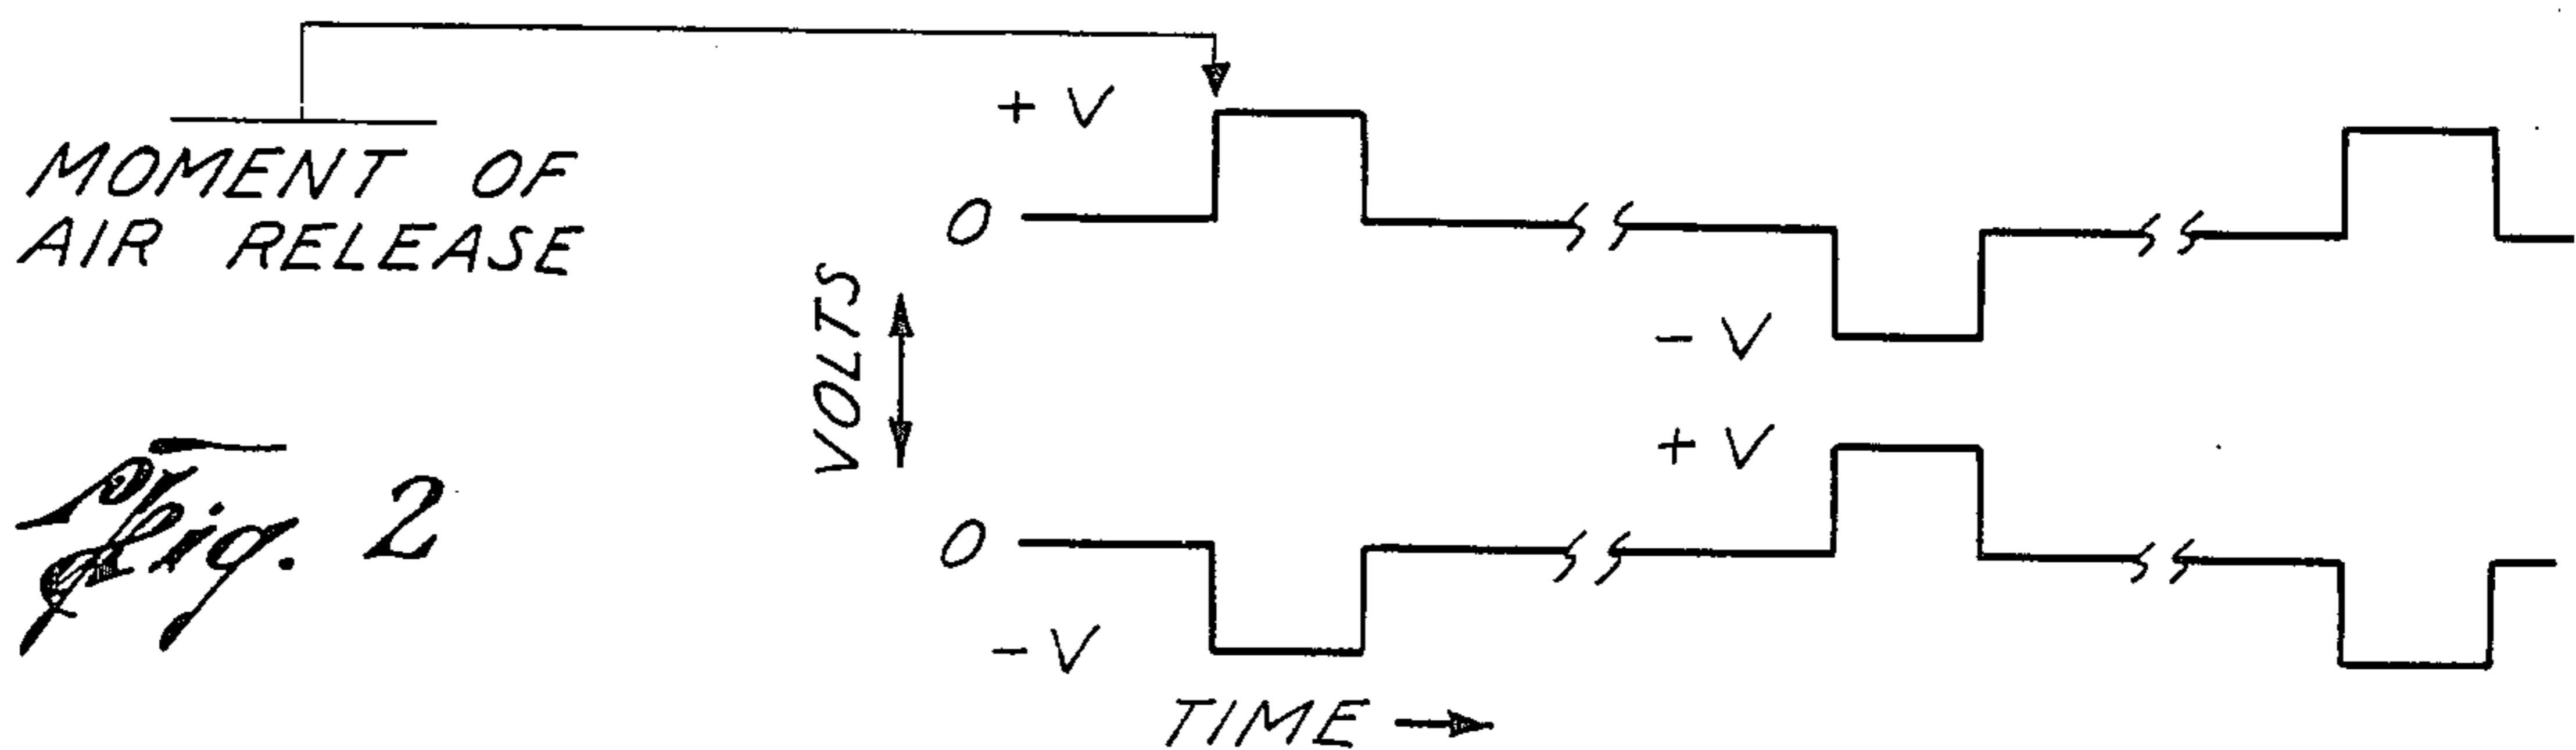 MOMENT OF
AIR RELEASE
+ V
0
- V
VOLTS
+ V
0
- V
TIME
Fig. 2